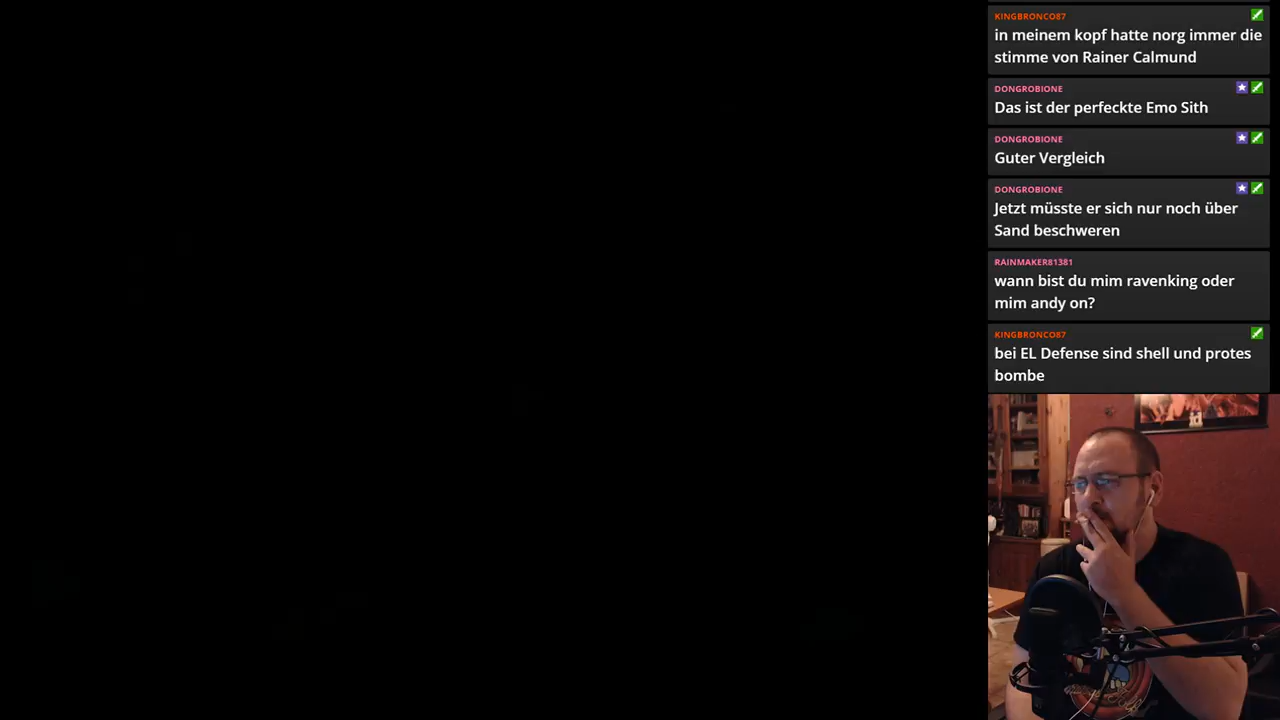 KINGBRONCO87
in meinem kopf hatte norg immer die
stimme von Rainer Calmund
DONGROBIONE
Das ist der perfeckte Emo Sith
DONGROBIONE
Guter Vergleich
DONGROBIONE
Jetzt müsste er sich nur noch über
Sand beschweren
RAINMAKER81381
wann bist du mim ravenking oder
mim andy on?
KINGBRONCO87
bei EL Defense sind shell und protes
bombe